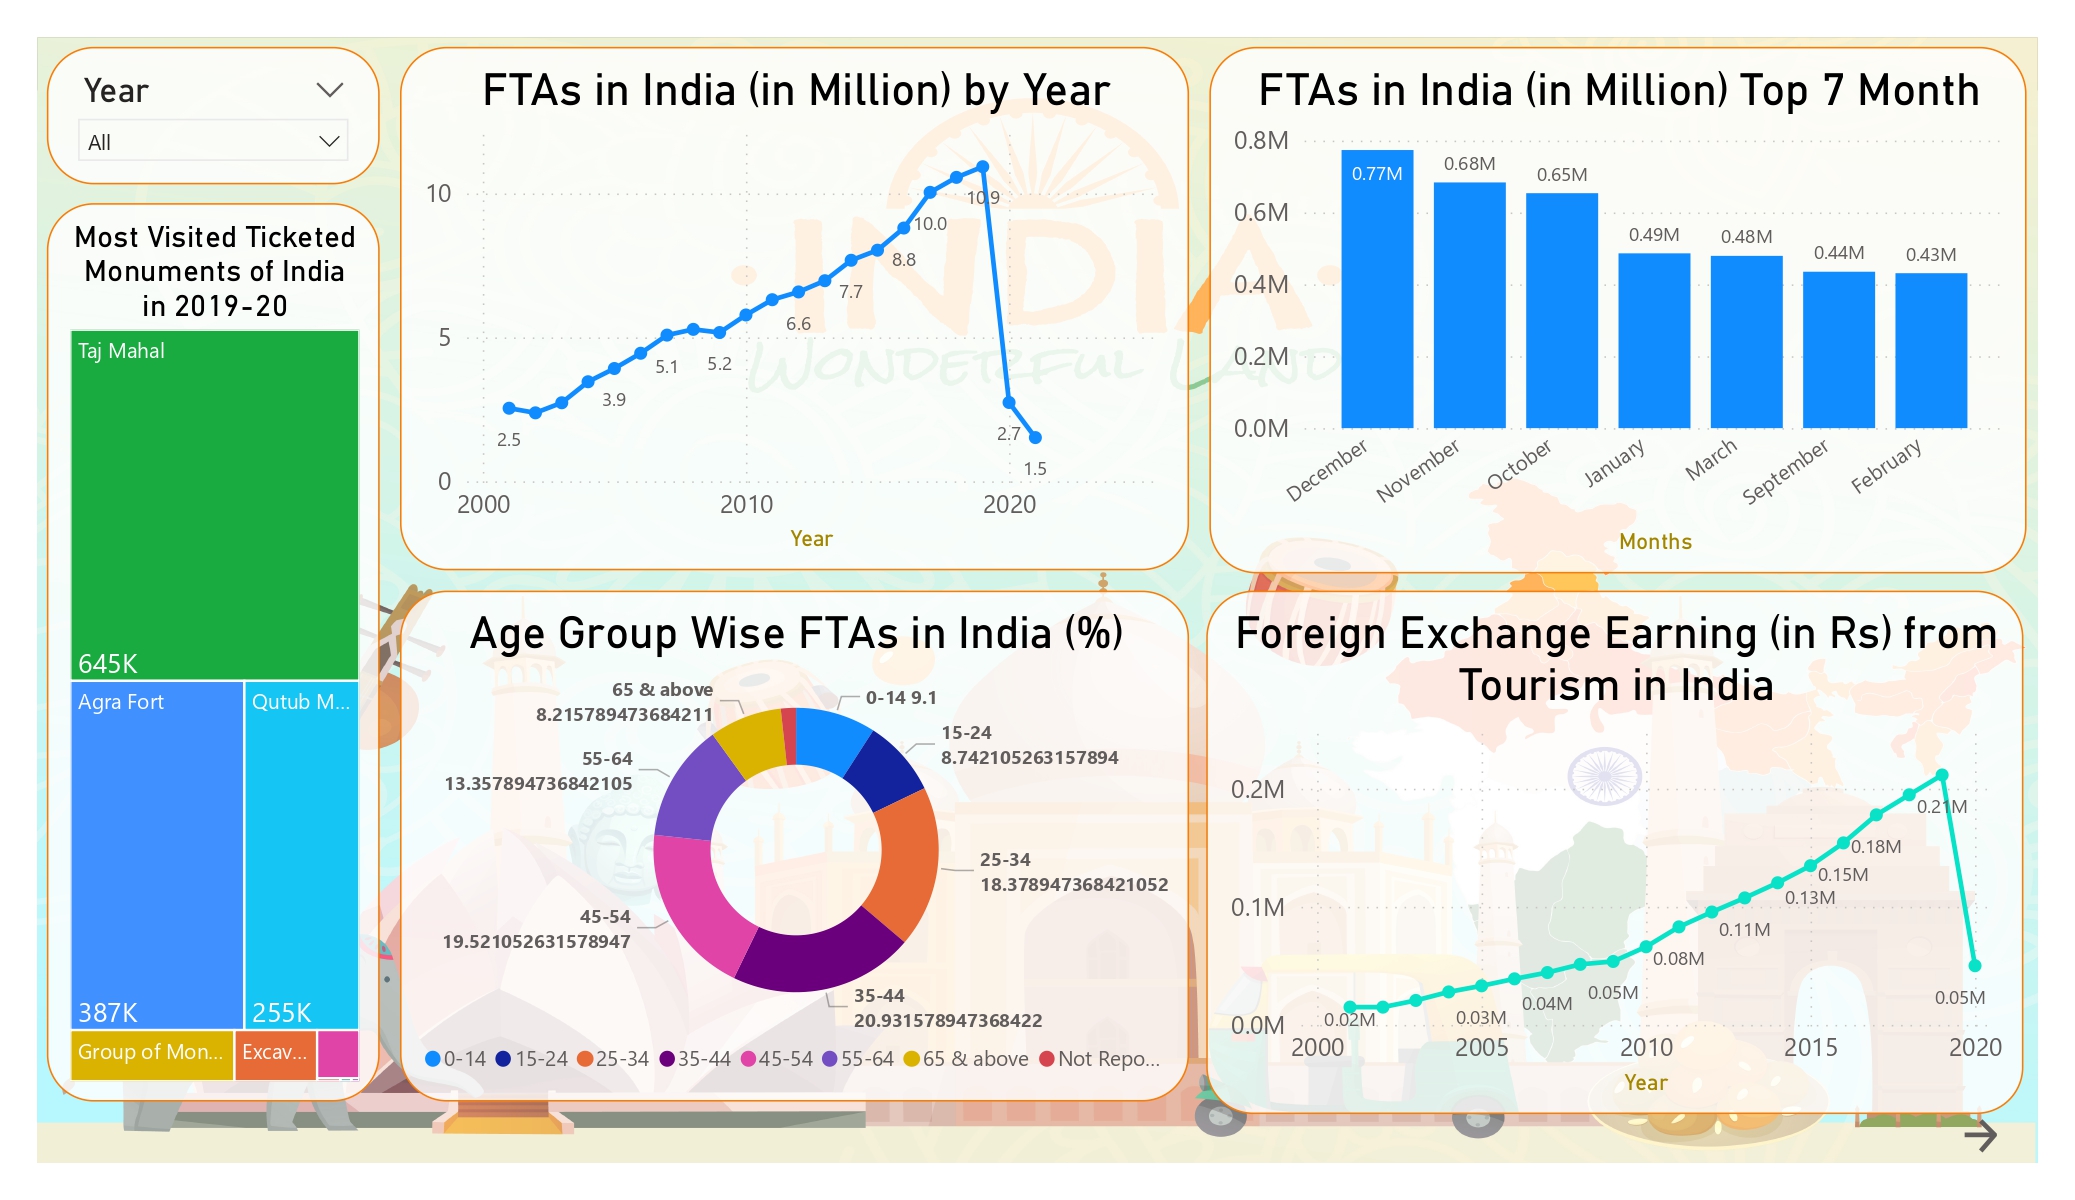 Year
All
Most Visited Ticketed
Monuments of India
in 2019-20
Taj Mahal
645K
Agra Fort
Qutub M...
387K
255K
Group of Mon...
Excav...
FTAs in India (in Million) by Year
10
5
0
2.5
3.9
5.1
5.2
6.6
7.7
8.8
10.0
10.9
2.7
1.5
2000
2010
2020
Year
INDIA
WONDERFUL LAND
FTAs in India (in Million) Top 7 Month
0.8M
0.6M
0.4M
0.2M
0.0M
0.77M
0.68M
0.65M
0.49M
0.48M
0.44M
0.43M
December
November
October
January
March
September
February
Months
Age Group Wise FTAs in India (%)
65 & above
8.215789473684211
0-14 9.1
15-24
8.742105263157894
55-64
13.357894736842105
25-34
18.378947368421052
45-54
19.521052631578947
35-44
20.931578947368422
0-14
15-24
25-34
35-44
45-54
55-64
65 & above
Not Repo...
Foreign Exchange Earning (in Rs) from
Tourism in India
0.2M
0.1M
0.0M
0.02M
0.03M
0.04M
0.05M
0.08M
0.11M
0.13M
0.15M
0.18M
0.21M
0.05M
2000
2005
2010
2015
2020
Year